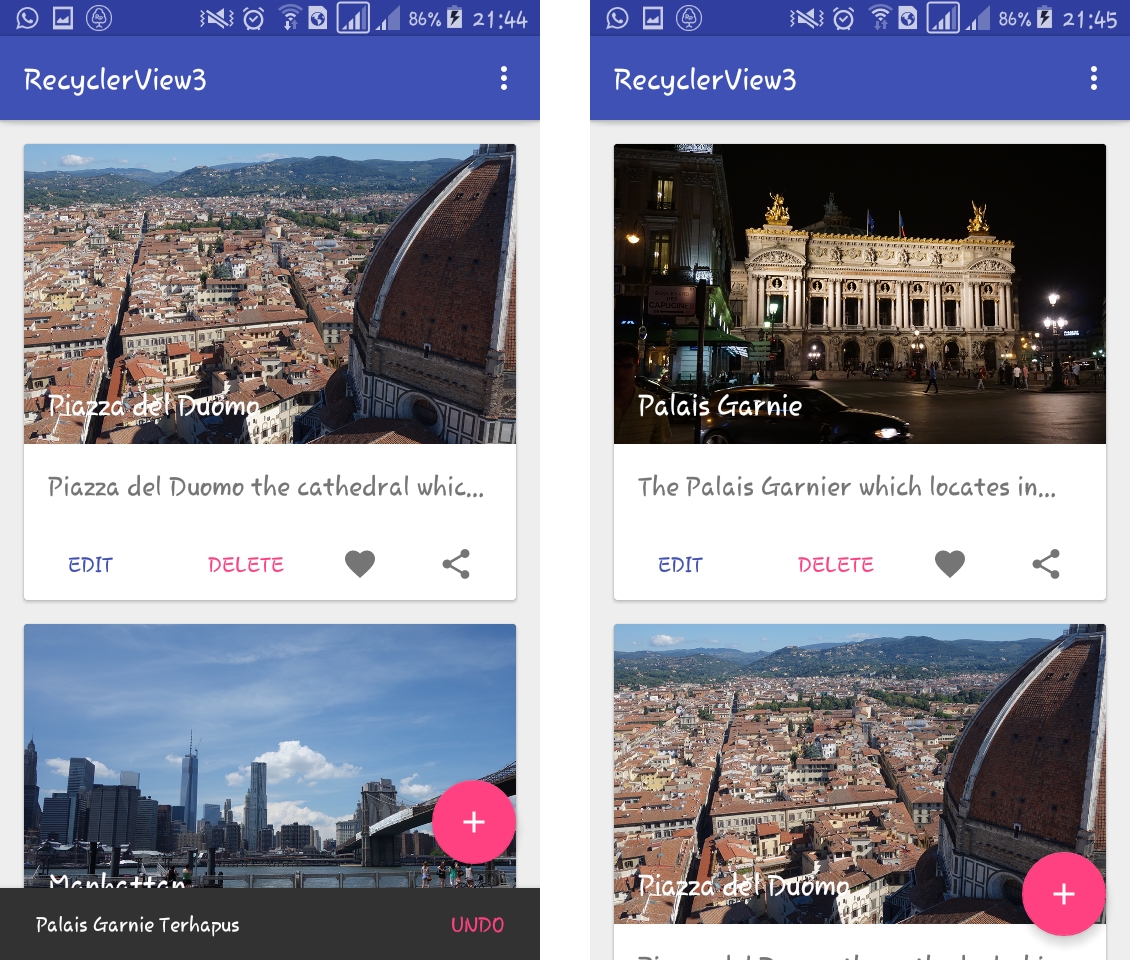 86% 21:44
RecyclerView3
Piazza del Duomo
Piazza del Duomo the cathedral whic...
EDIT DELETE
Manhattan
Palais Garnie Terhapus UNDO
86% 21:45
RecyclerView3
CAPUCINES
Palais Garnie
The Palais Garnier which locates in...
EDIT DELETE
Piazza del Duomo